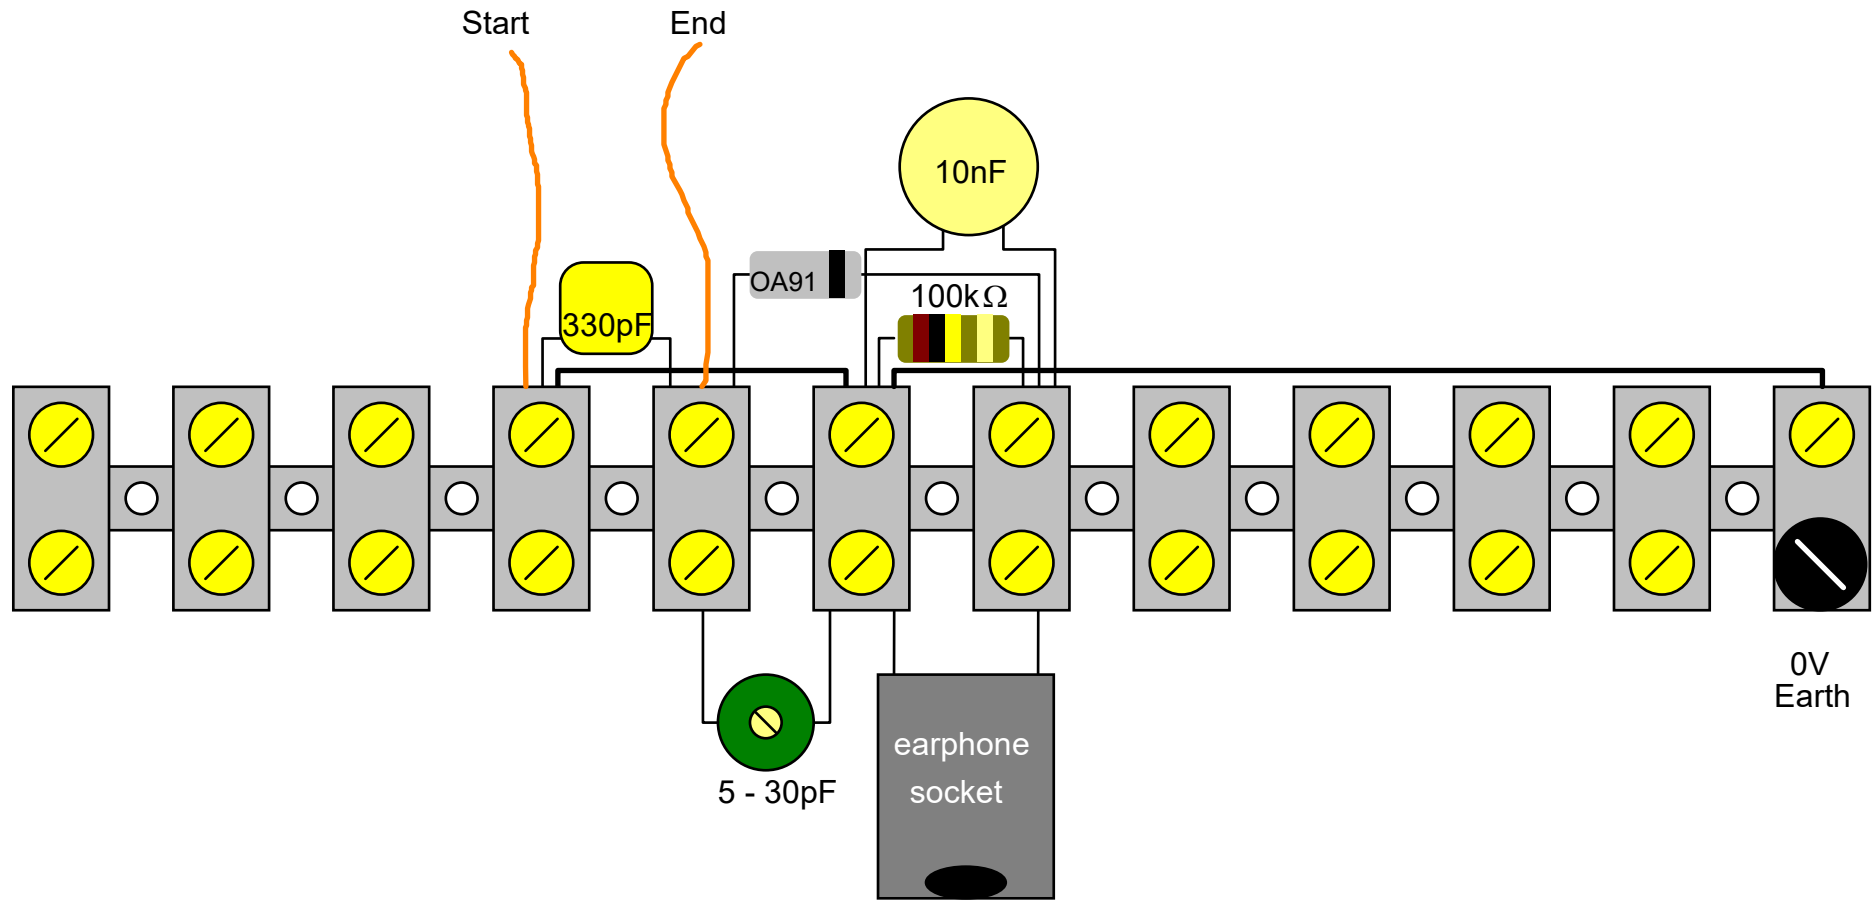 Start
End
10nF
OA91
100kΩ
330pF
0V
Earth
earphone
socket
5 - 30pF